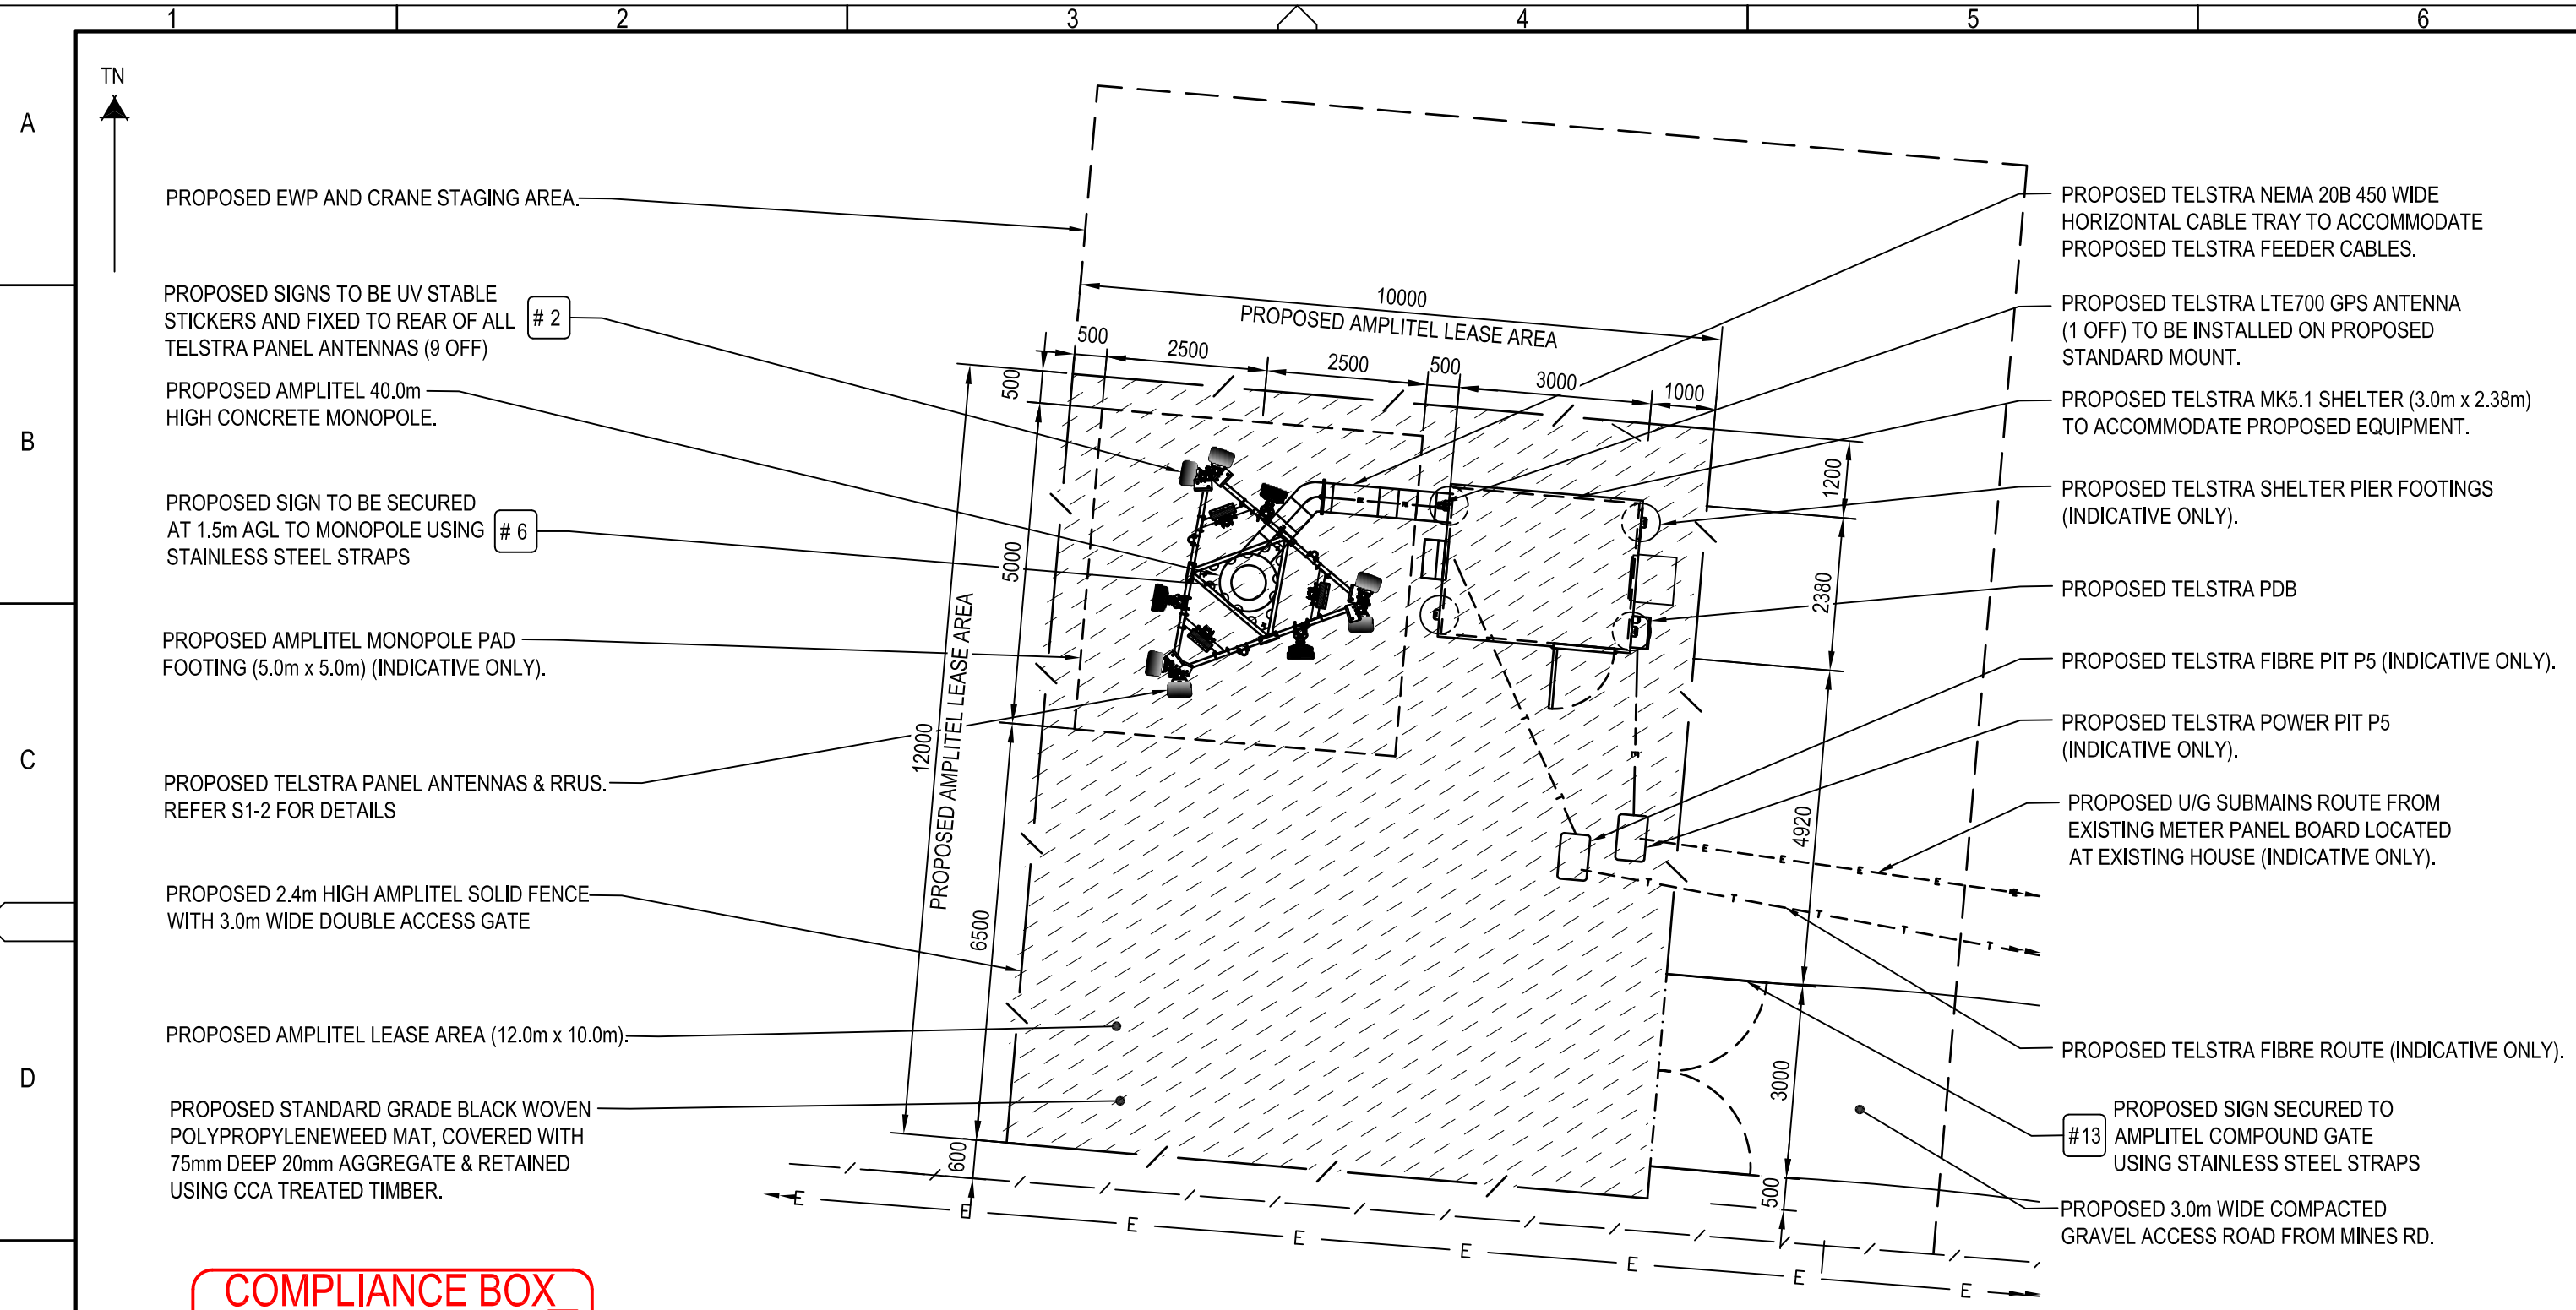 1
2
3
4
5
6
A
B
C
D
TN
PROPOSED EWP AND CRANE STAGING AREA.
PROPOSED SIGNS TO BE UV STABLE
STICKERS AND FIXED TO REAR OF ALL
TELSTRA PANEL ANTENNAS (9 OFF)
# 2
PROPOSED AMPLITEL 40.0m
HIGH CONCRETE MONOPOLE.
PROPOSED SIGN TO BE SECURED
AT 1.5m AGL TO MONOPOLE USING
STAINLESS STEEL STRAPS
# 6
PROPOSED AMPLITEL MONOPOLE PAD
FOOTING (5.0m x 5.0m) (INDICATIVE ONLY).
PROPOSED TELSTRA PANEL ANTENNAS & RRUS.
REFER S1-2 FOR DETAILS
PROPOSED 2.4m HIGH AMPLITEL SOLID FENCE
WITH 3.0m WIDE DOUBLE ACCESS GATE
PROPOSED AMPLITEL LEASE AREA (12.0m x 10.0m).
PROPOSED STANDARD GRADE BLACK WOVEN
POLYPROPYLENEWEED MAT, COVERED WITH
75mm DEEP 20mm AGGREGATE & RETAINED
USING CCA TREATED TIMBER.
COMPLIANCE BOX
10000
PROPOSED AMPLITEL LEASE AREA
500
2500
2500
500
3000
1000
500
5000
12000
PROPOSED AMPLITEL LEASE AREA
6500
600
1200
2380
4920
3000
500
E
E
E
E
E
E
E
E
E
E
E
E
E
E
T
T
T
T
T
PROPOSED TELSTRA NEMA 20B 450 WIDE
HORIZONTAL CABLE TRAY TO ACCOMMODATE
PROPOSED TELSTRA FEEDER CABLES.
PROPOSED TELSTRA LTE700 GPS ANTENNA
(1 OFF) TO BE INSTALLED ON PROPOSED
STANDARD MOUNT.
PROPOSED TELSTRA MK5.1 SHELTER (3.0m x 2.38m)
TO ACCOMMODATE PROPOSED EQUIPMENT.
PROPOSED TELSTRA SHELTER PIER FOOTINGS
(INDICATIVE ONLY).
PROPOSED TELSTRA PDB
PROPOSED TELSTRA FIBRE PIT P5 (INDICATIVE ONLY).
PROPOSED TELSTRA POWER PIT P5
(INDICATIVE ONLY).
PROPOSED U/G SUBMAINS ROUTE FROM
EXISTING METER PANEL BOARD LOCATED
AT EXISTING HOUSE (INDICATIVE ONLY).
PROPOSED TELSTRA FIBRE ROUTE (INDICATIVE ONLY).
#13
PROPOSED SIGN SECURED TO
AMPLITEL COMPOUND GATE
USING STAINLESS STEEL STRAPS
PROPOSED 3.0m WIDE COMPACTED
GRAVEL ACCESS ROAD FROM MINES RD.